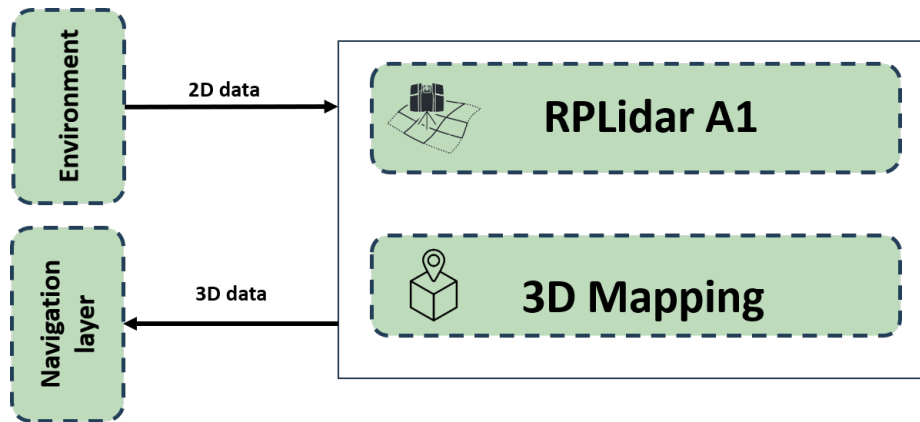 Environment
2D data
RPLidar A1
Navigation
layer
3D data
3D Mapping